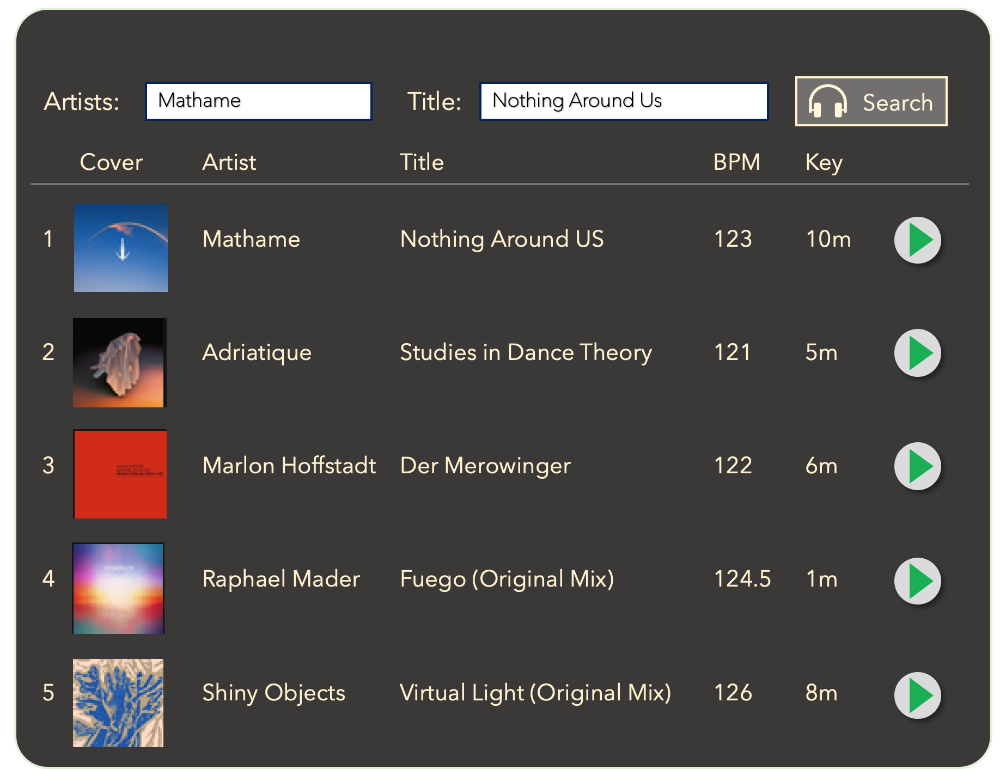 Artists: Mathame Title: Nothing Around Us Search
Cover Artist Title BPM Key
1 Mathame Nothing Around US 123 10m
2 Adriatique Studies in Dance Theory 121 5m
3 Marlon Hoffstadt Der Merowinger 122 6m
4 Raphael Mader Fuego (Original Mix) 124.5 1m
5 Shiny Objects Virtual Light (Original Mix) 126 8m